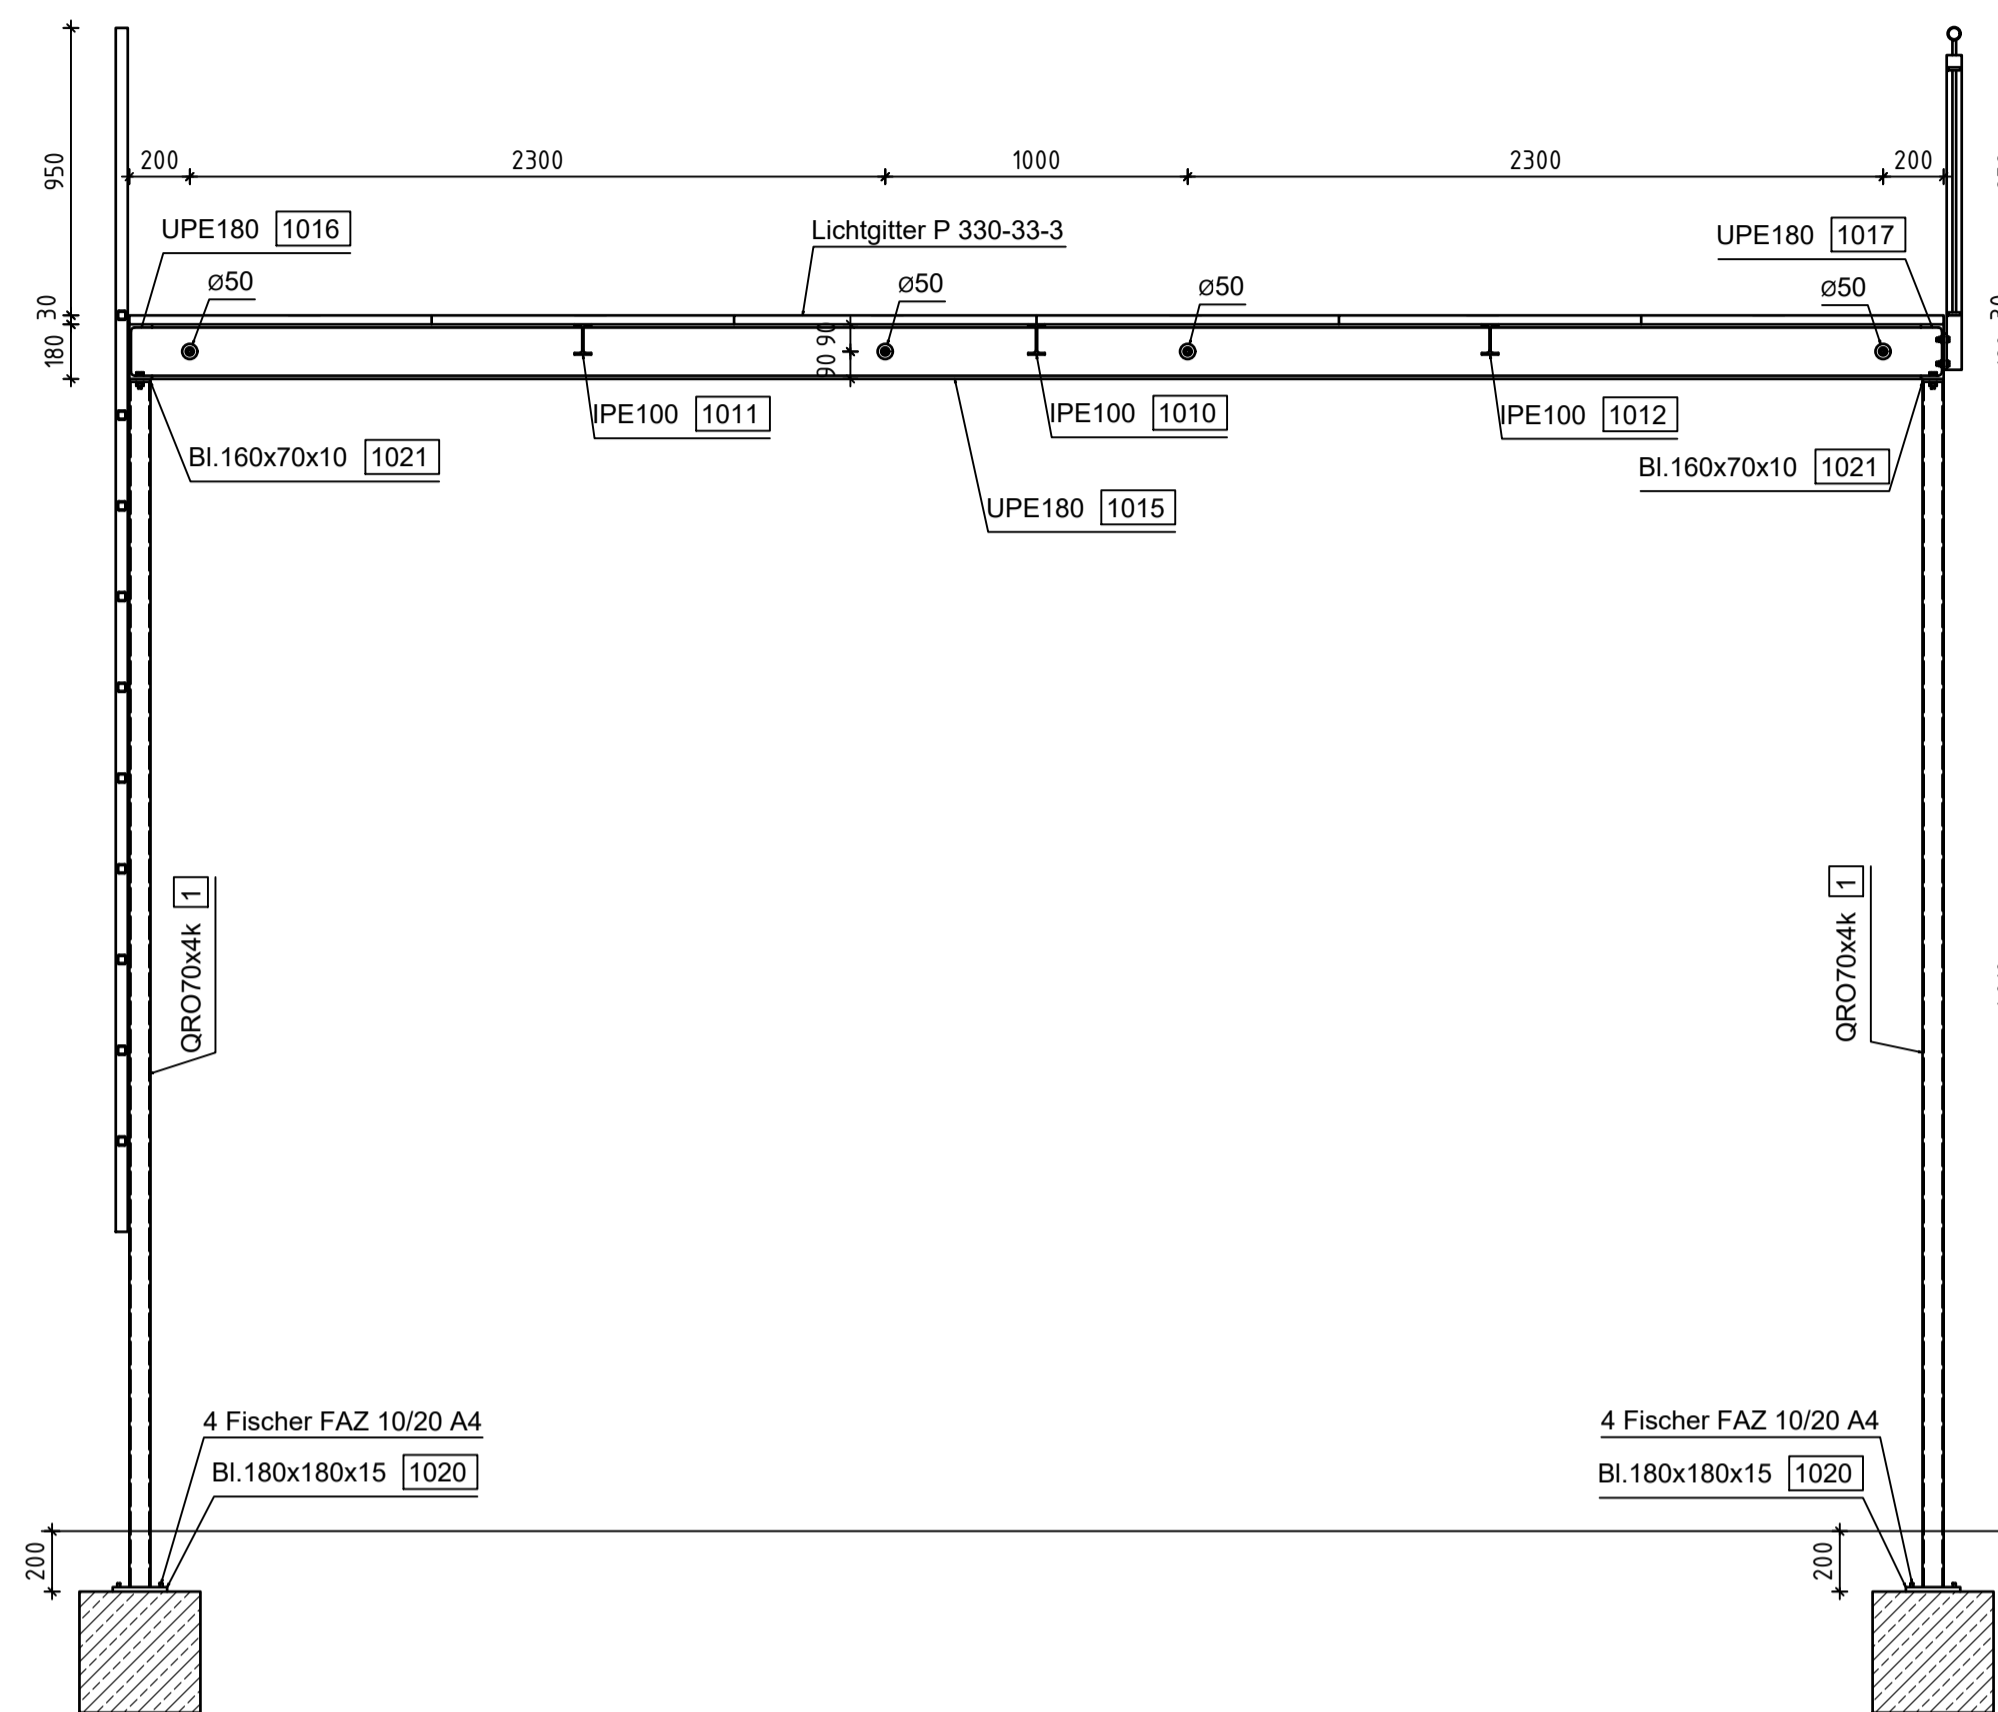 950
200
2300
1000
2300
200
UPE180 1016
Lichtgitter P 330-33-3
UPE180 1017
ø50
ø50
ø50
ø50
30
180
90 90
IPE100 1011
IPE100 1010
IPE100 1012
Bl.160x70x10 1021
Bl.160x70x10 1021
UPE180 1015
QRO70x4k 1
QRO70x4k 1
4 Fischer FAZ 10/20 A4
4 Fischer FAZ 10/20 A4
Bl.180x180x15 1020
Bl.180x180x15 1020
200
200